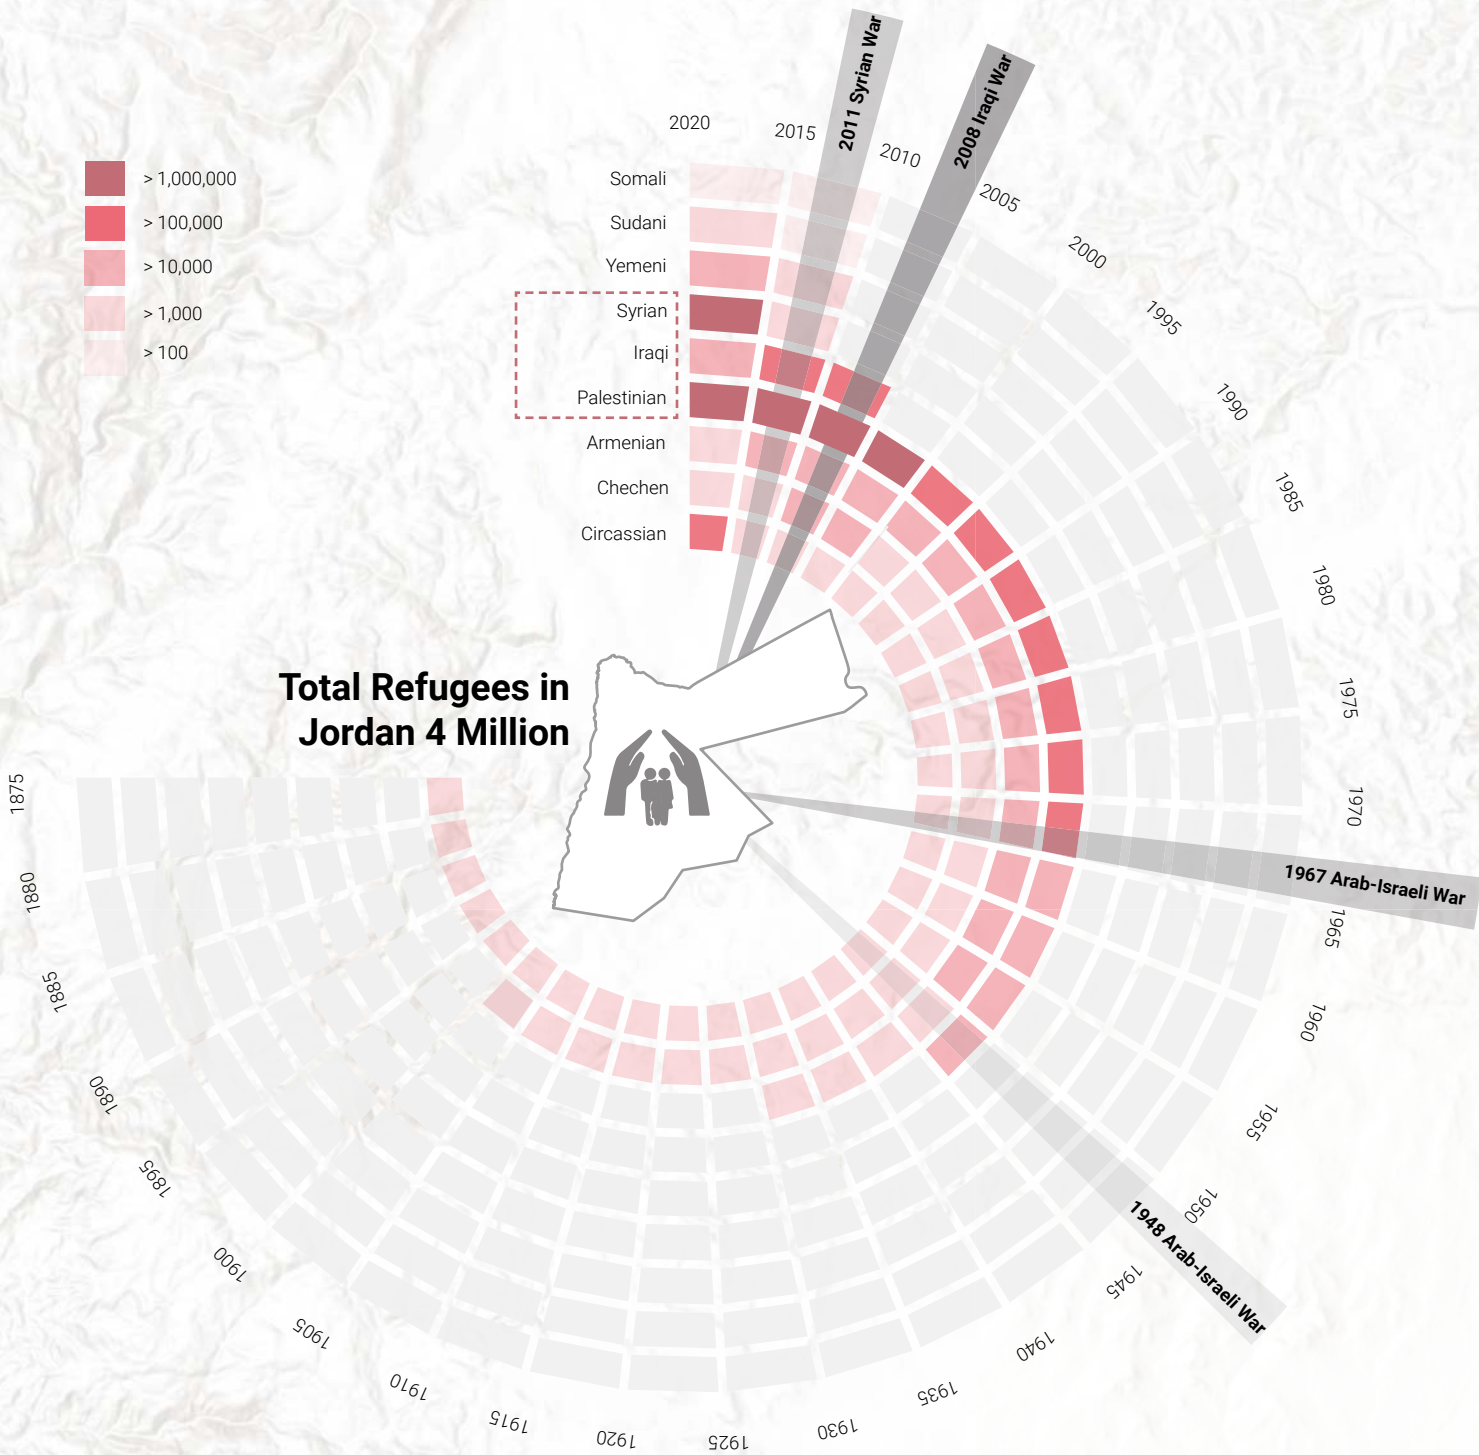 > 1,000,000
> 100,000
> 10,000
> 1,000
> 100
Somali
Sudani
Yemeni
Syrian
Iraqi
Palestinian
Armenian
Chechen
Circassian
2020
2015
2011 Syrian War
2010
2008 Iraqi War
2005
2000
1995
1990
1985
1980
1975
1970
1967 Arab-Israeli War
1965
1960
1955
1950
1948 Arab-Israeli War
1945
1940
1935
1930
1925
1920
1915
1910
1905
1900
1895
1890
1885
1880
1875
Total Refugees in
Jordan 4 Million